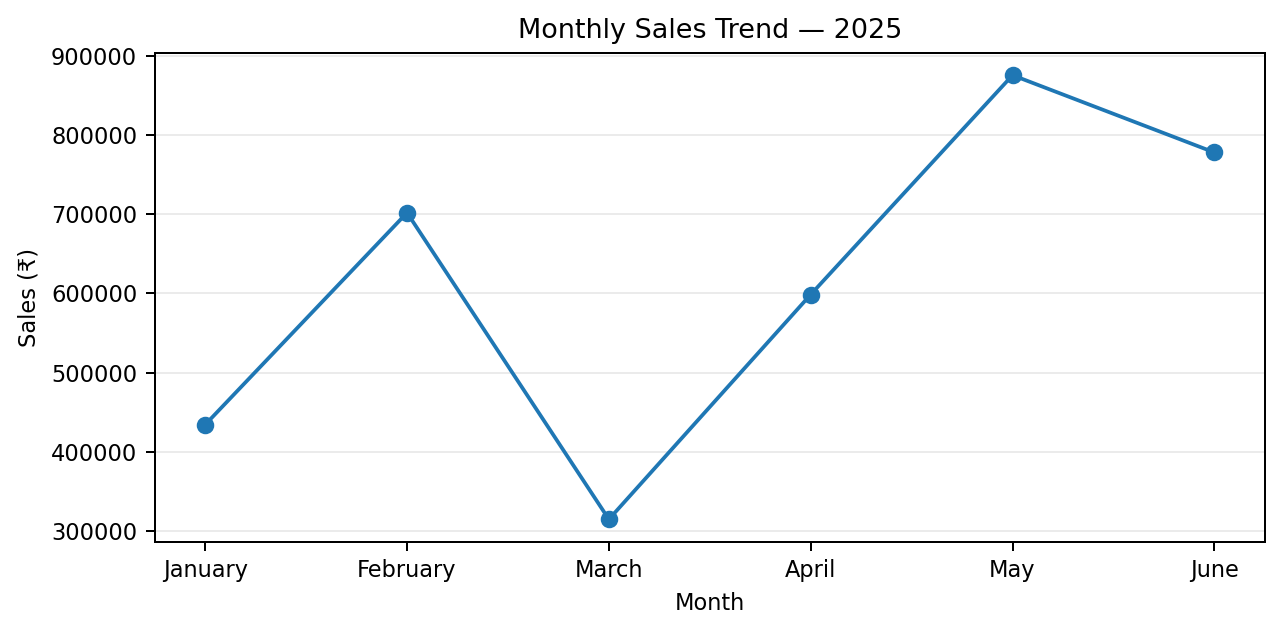 Monthly Sales Trend — 2025
Sales (₹)
900000
800000
700000
600000
500000
400000
300000
January February March April May June
Month